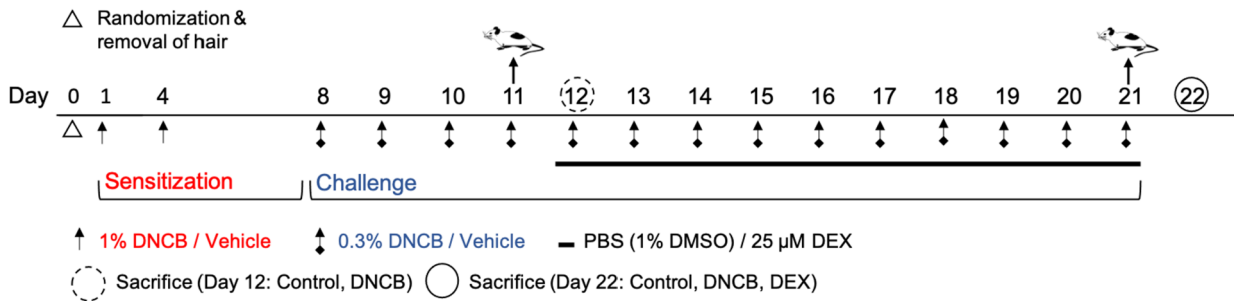 Randomization &
removal of hair
Day 0 1 4 8 9 10 11 12 13 14 15 16 17 18 19 20 21 22
Sensitization Challenge
1% DNCB / Vehicle 0.3% DNCB / Vehicle PBS (1% DMSO) / 25 µM DEX
Sacrifice (Day 12: Control, DNCB) Sacrifice (Day 22: Control, DNCB, DEX)